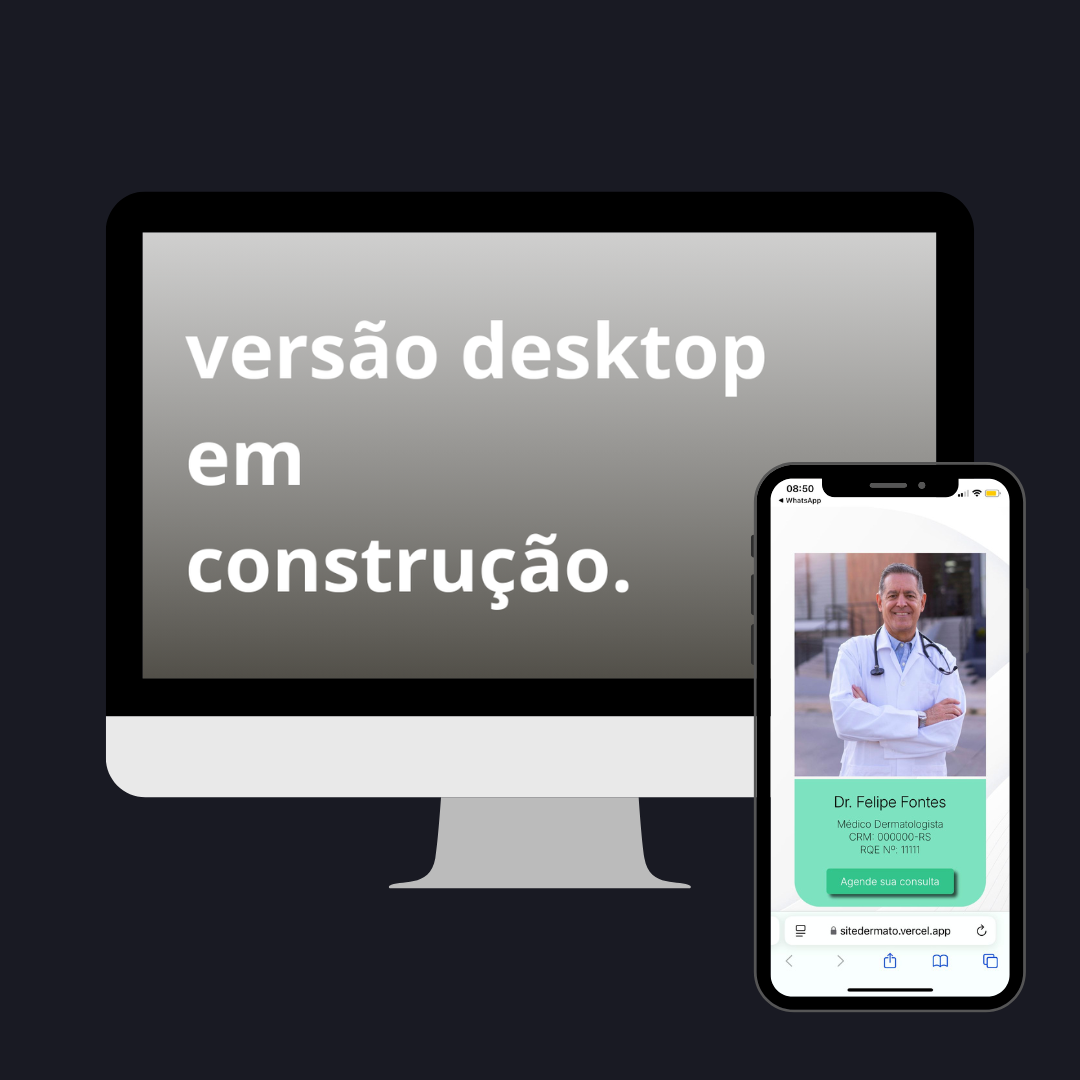 versão desktop
em
construção.
08:50
◀ WhatsApp
Dr. Felipe Fontes
Médico Dermatologista
CRM: 000000-RS
RQE Nº: 11111
Agende sua consulta
sitedermato.vercel.app